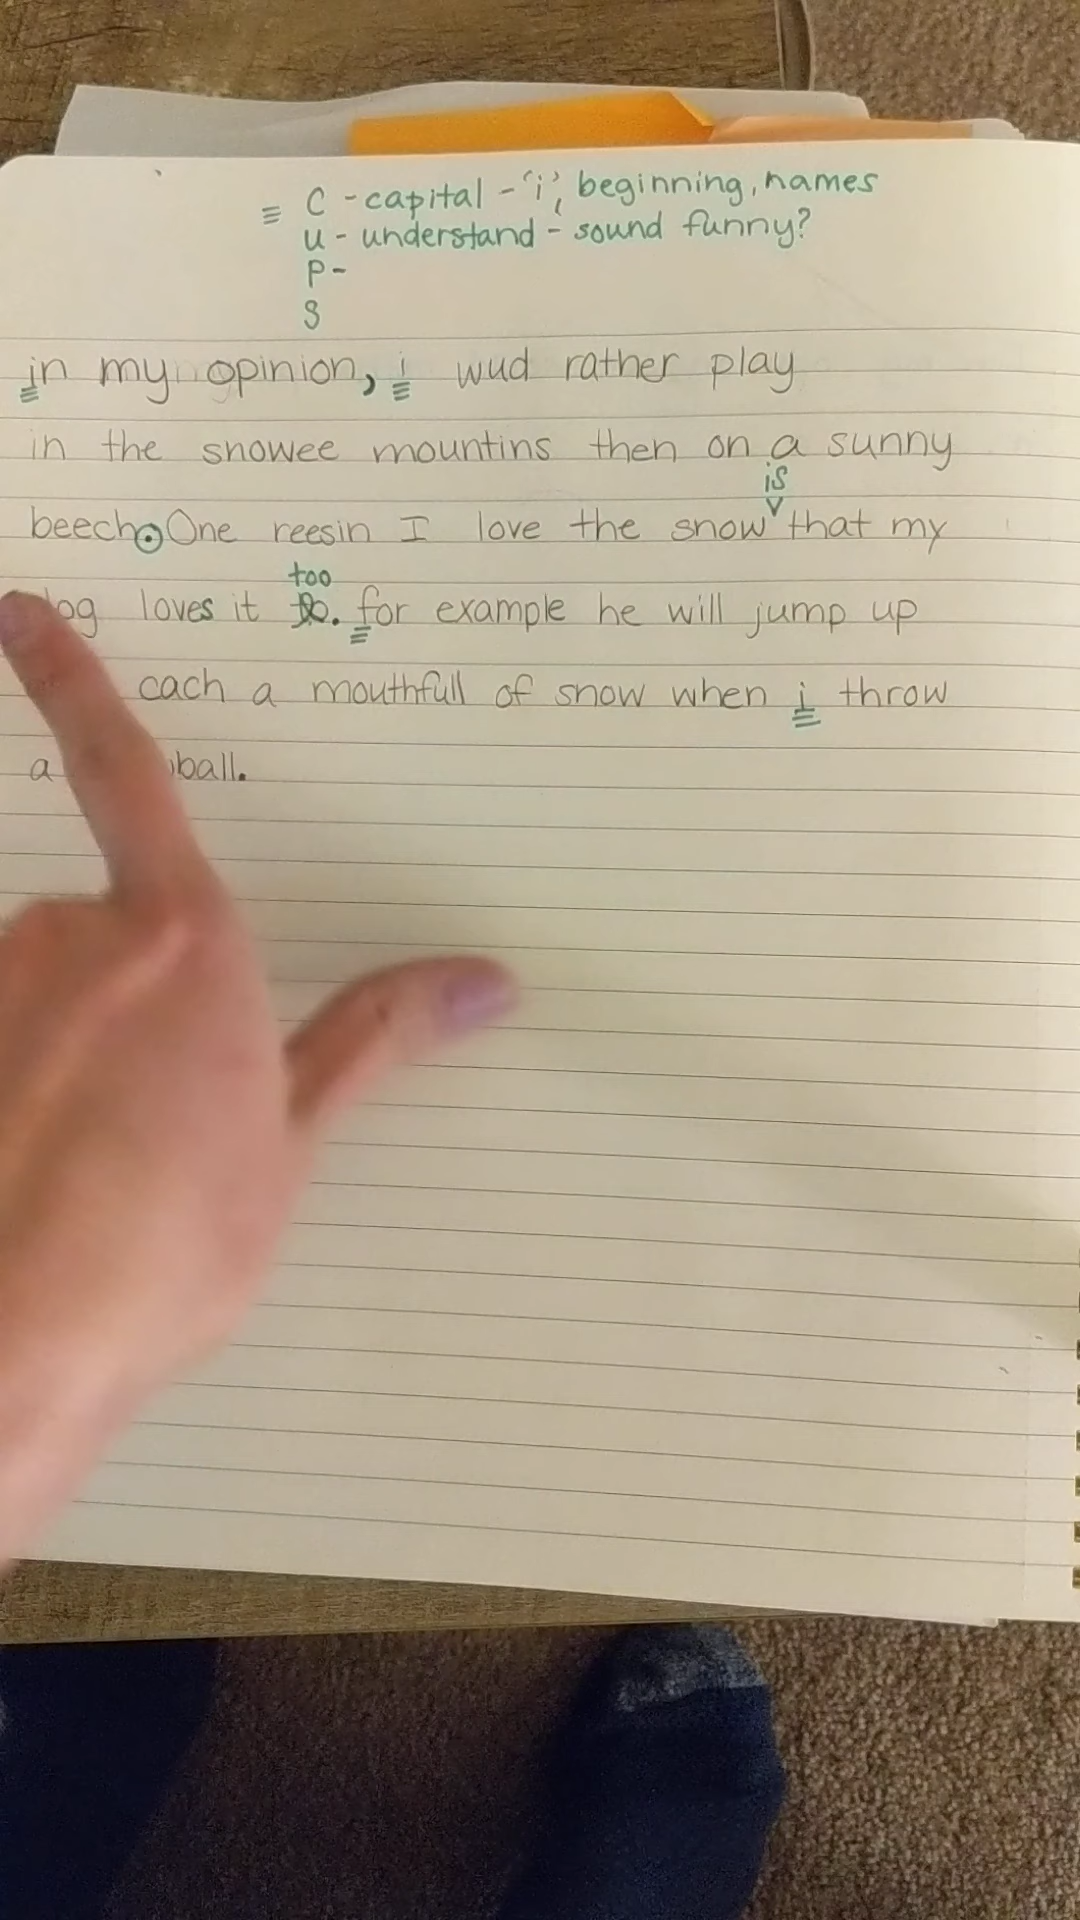 ≡ C - capital - "i", beginning, names
U - understand - sound funny?
P -
S
in my opinion, i wud rather play
in the snowee mountins then on a sunny
is
beech. One reesin I love the snow that my
too
loves it to. for example he will jump up
cach a mouthfull of snow when i throw
a ball.